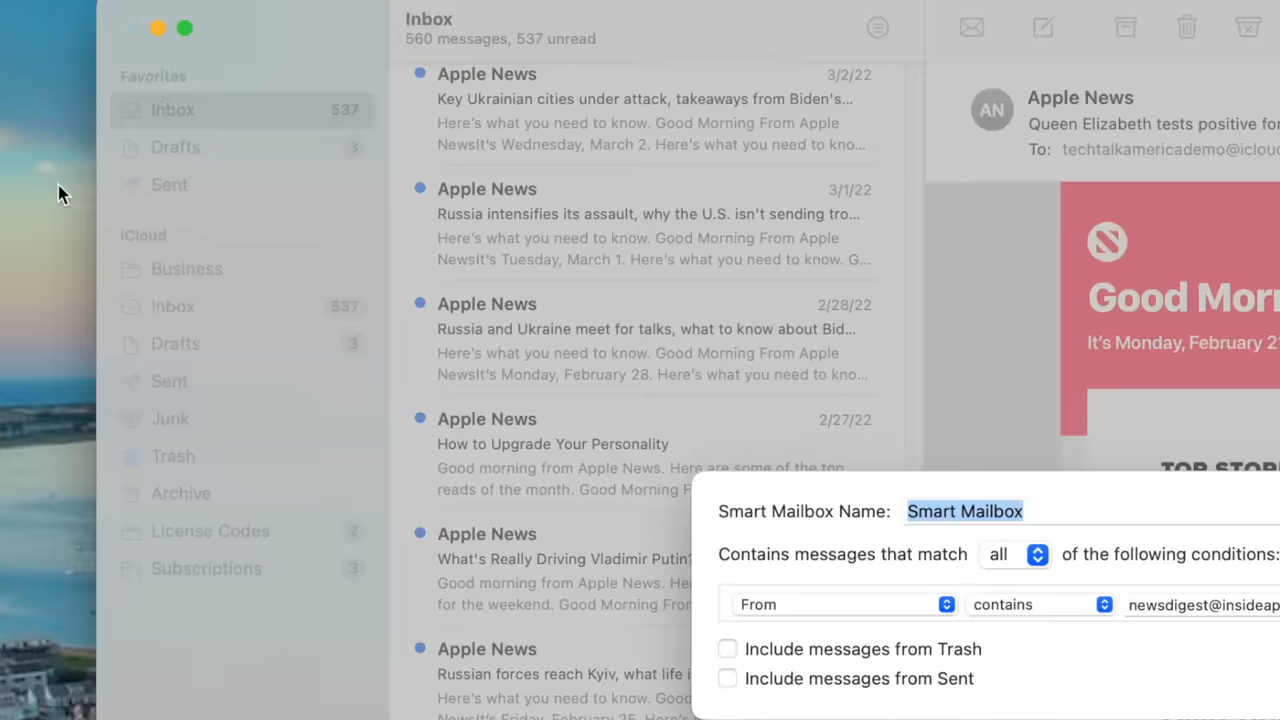 Favorites
Inbox 537
Drafts 3
Sent
iCloud
Business
Inbox 537
Drafts 3
Sent
Junk
Trash
Archive
License Codes 2
Subscriptions 3
Inbox
560 messages, 537 unread
Apple News 3/2/22
Key Ukrainian cities under attack, takeaways from Biden's...
Here's what you need to know. Good Morning From Apple
NewsIt's Wednesday, March 2. Here's what you need to kno...
Apple News 3/1/22
Russia intensifies its assault, why the U.S. isn't sending tro...
Here's what you need to know. Good Morning From Apple
NewsIt's Tuesday, March 1. Here's what you need to know. G...
Apple News 2/28/22
Russia and Ukraine meet for talks, what to know about Bid...
Here's what you need to know. Good Morning From Apple
NewsIt's Monday, February 28. Here's what you need to kno...
Apple News 2/27/22
How to Upgrade Your Personality
Good morning from Apple News. Here are some of the top
reads of the month. Good Morning F
Apple News
What's Really Driving Vladimir Putin?
Good morning from Apple News. Here
for the weekend. Good Morning From
Apple News
Russian forces reach Kyiv, what life i
Here's what you need to know. Good
NewsIt's Friday, February 25. Here's
AN
Apple News
Queen Elizabeth tests positive for
To: techtalkamericademo@iclou
Good Morn
It's Monday, February 2
TOP STOR
Smart Mailbox Name: Smart Mailbox
Contains messages that match all of the following conditions:
From contains newsdigest@insideap
Include messages from Trash
Include messages from Sent